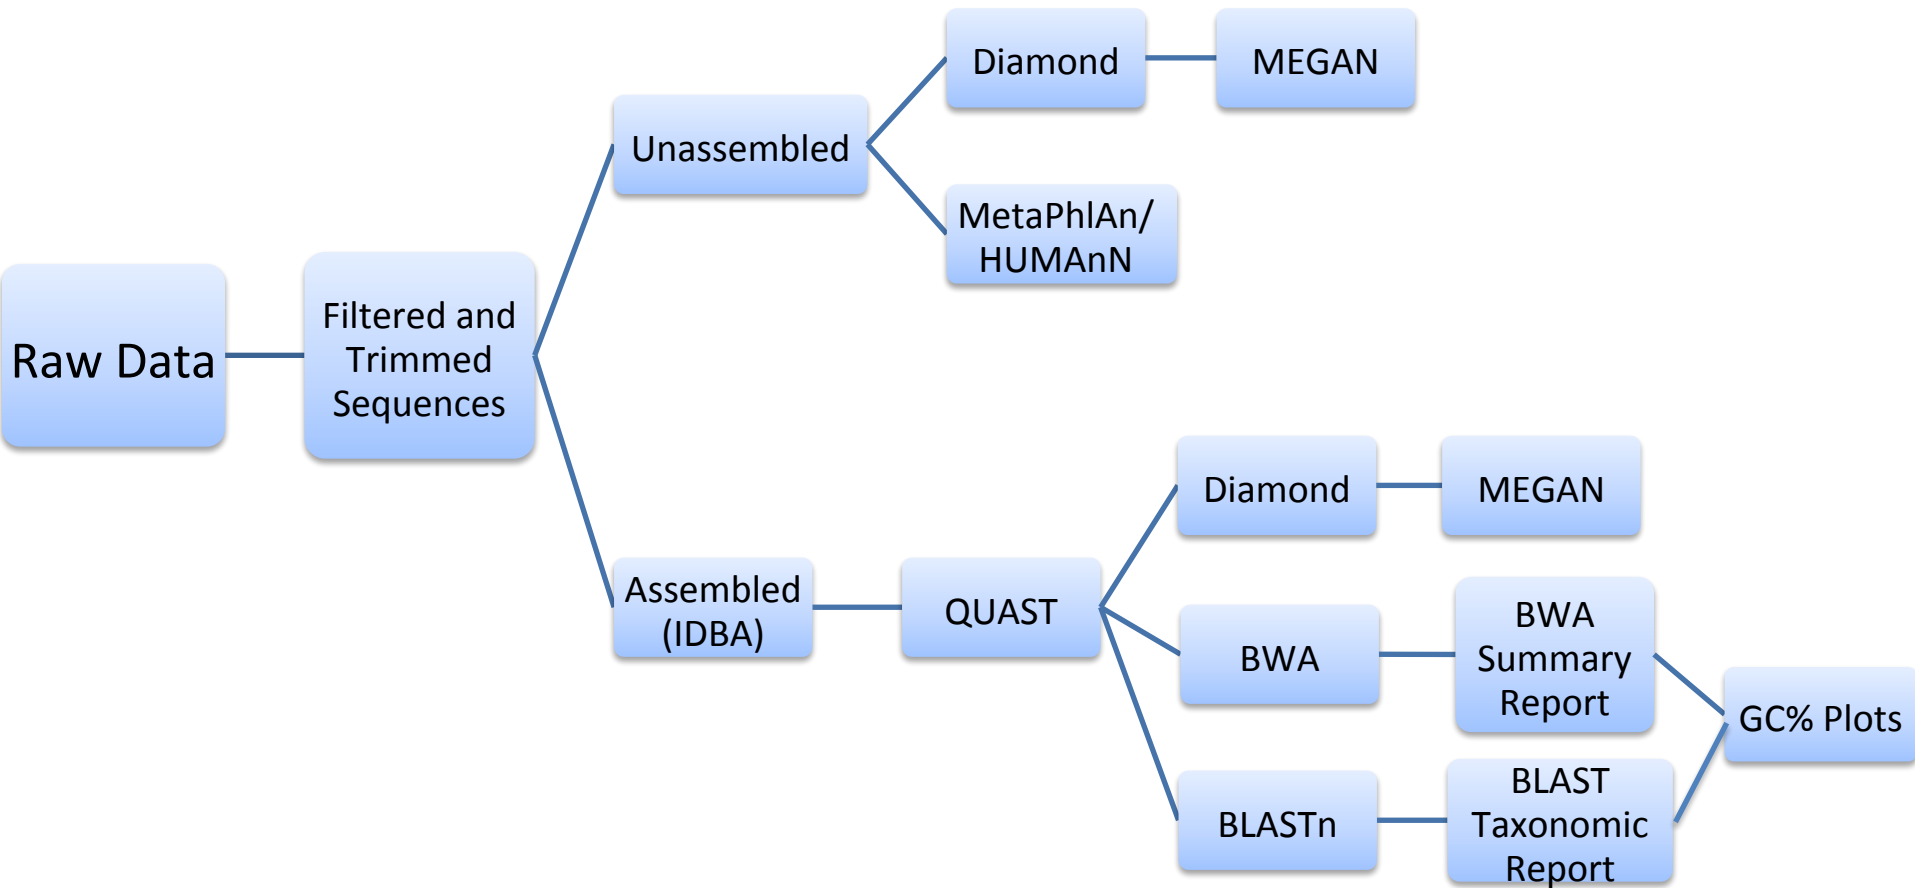 Raw Data
Filtered and
Trimmed
Sequences
Unassembled
Diamond
MEGAN
MetaPhlAn/
HUMAnN
Assembled
(IDBA)
QUAST
Diamond
MEGAN
BWA
BWA
Summary
Report
BLASTn
BLAST
Taxonomic
Report
GC% Plots